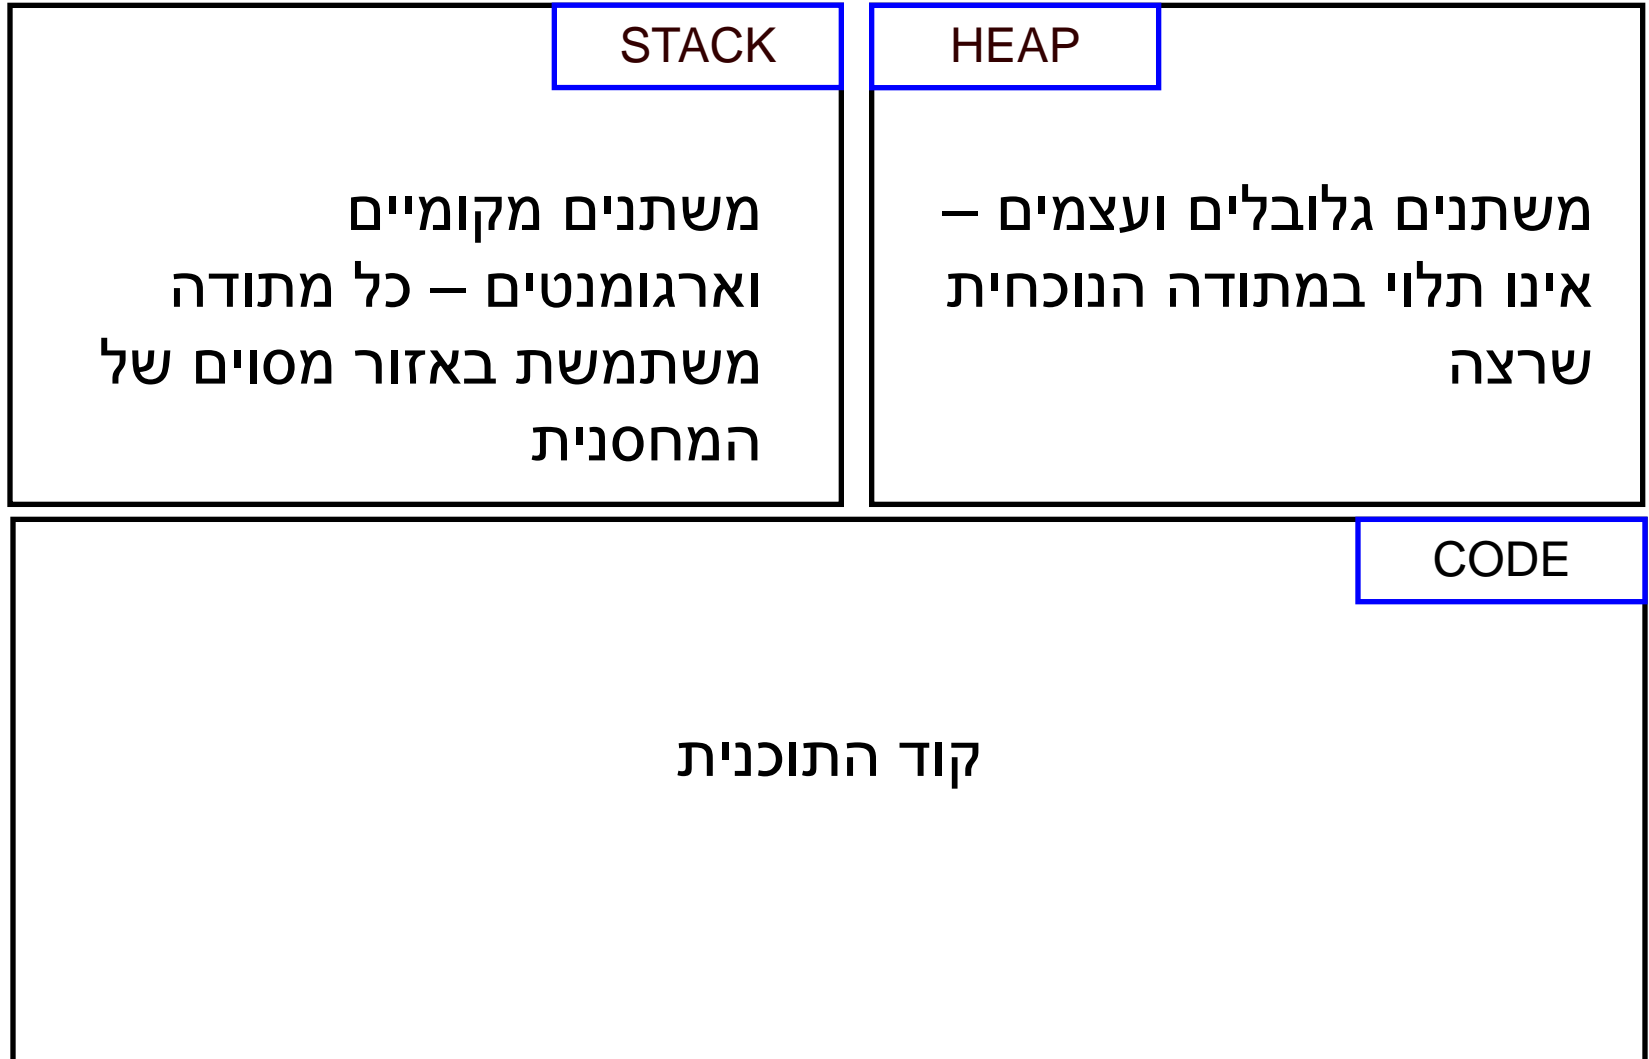 STACK
משתנים מקומיים
וארגומנטים – כל מתודה
משתמשת באזור מסוים של
המחסנית
HEAP
משתנים גלובלים ועצמים –
אינו תלוי במתודה הנוכחית
שרצה
CODE
קוד התוכנית